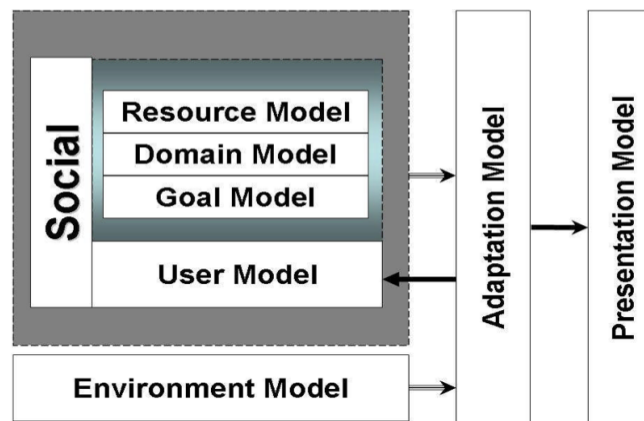 Social
Resource Model
Domain Model
Goal Model
User Model
Environment Model
Adaptation Model
Presentation Model